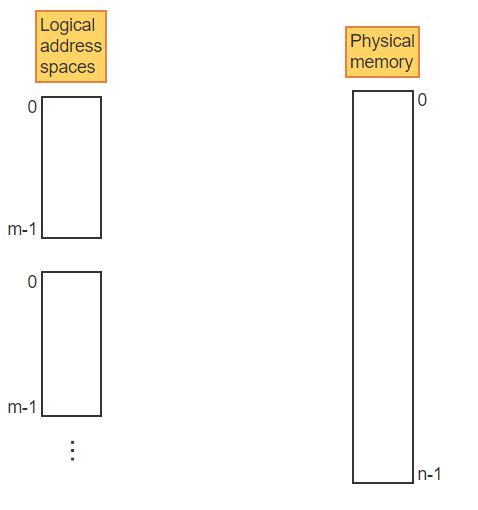 Logical
address
spaces
0
m-1
0
m-1
⋮
Physical
memory
0
n-1